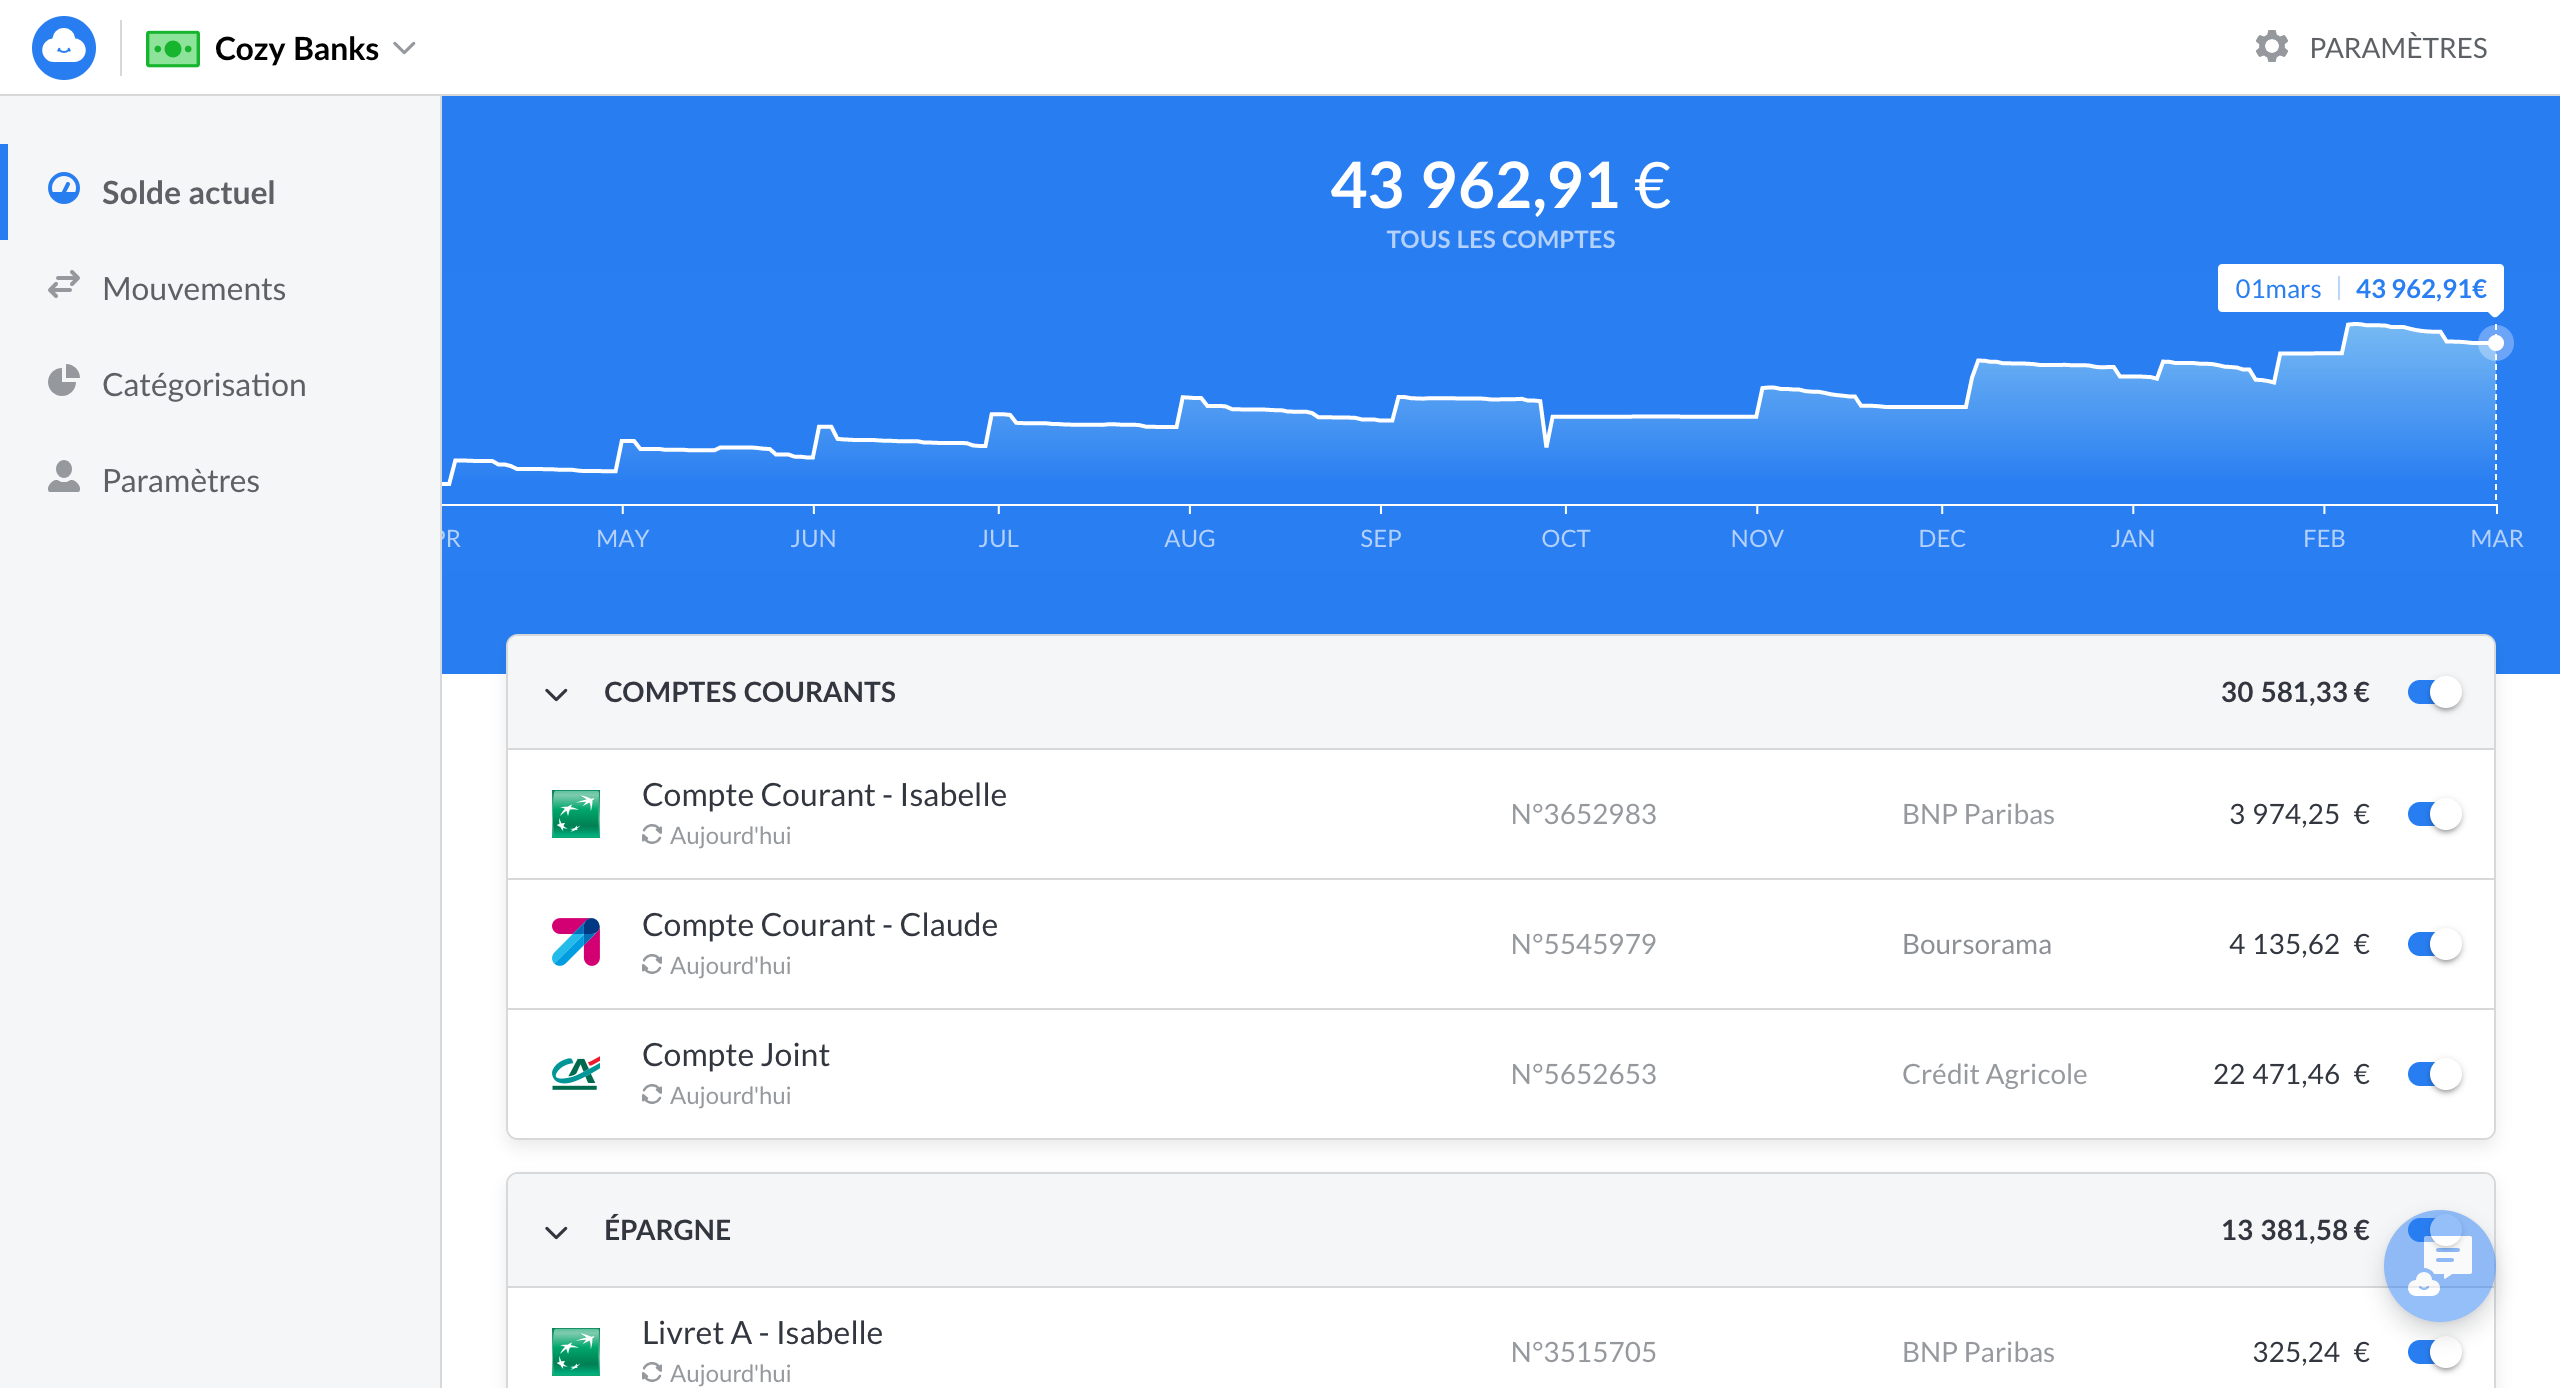 Cozy Banks
PARAMÈTRES
Solde actuel
Mouvements
Catégorisation
Paramètres
43 962,91 €
TOUS LES COMPTES
01mars 43 962,91€
PR MAY JUN JUL AUG SEP OCT NOV DEC JAN FEB MAR
COMPTES COURANTS 30 581,33 €
Compte Courant - Isabelle
Aujourd'hui
N°3652983 BNP Paribas 3 974,25 €
Compte Courant - Claude
Aujourd'hui
N°5545979 Boursorama 4 135,62 €
Compte Joint
Aujourd'hui
N°5652653 Crédit Agricole 22 471,46 €
ÉPARGNE 13 381,58 €
Livret A - Isabelle
Aujourd'hui
N°3515705 BNP Paribas 325,24 €